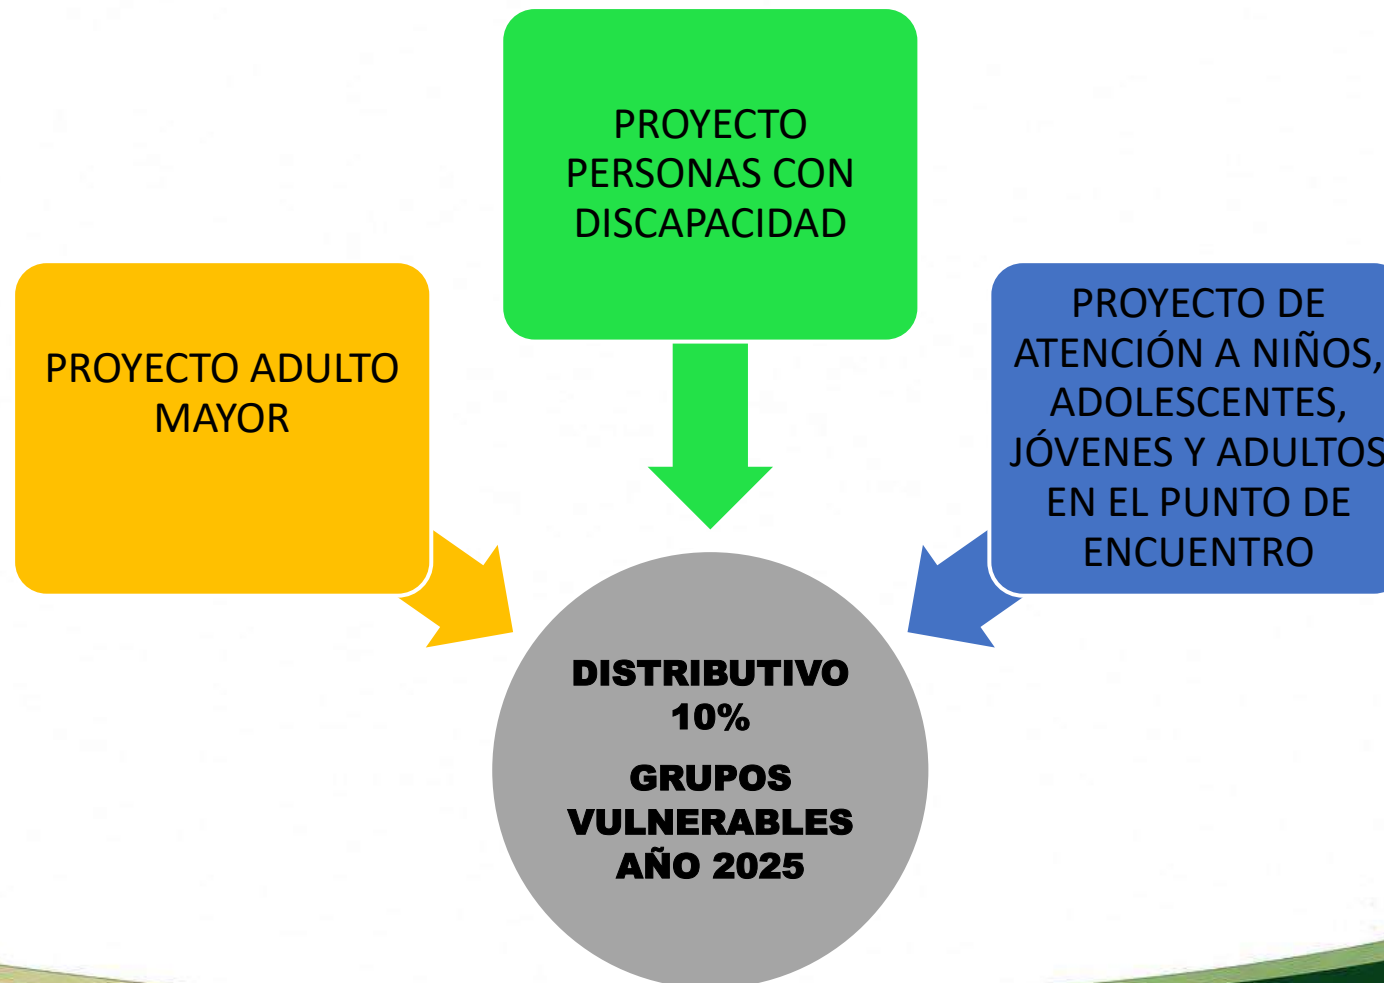 PROYECTO
PERSONAS CON
DISCAPACIDAD
PROYECTO ADULTO
MAYOR
PROYECTO DE
ATENCIÓN A NIÑOS,
ADOLESCENTES,
JÓVENES Y ADULTOS
EN EL PUNTO DE
ENCUENTRO
DISTRIBUTIVO
10%
GRUPOS
VULNERABLES
AÑO 2025